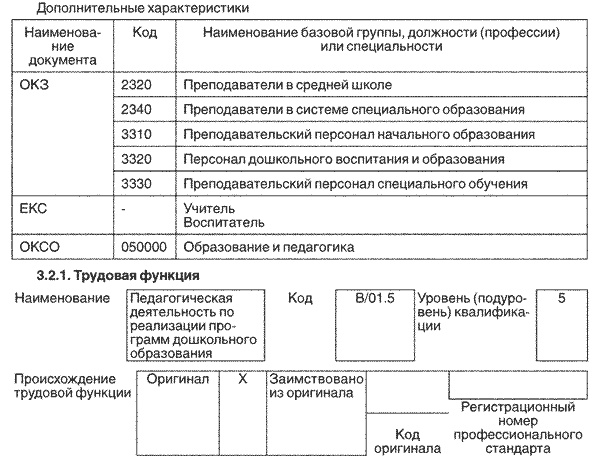 Дополнительные характеристики
Наименова-
ние
документа
Код
Наименование базовой группы, должности (профессии)
или специальности
ОКЗ
2320
Преподаватели в средней школе
2340
Преподаватели в системе специального образования
3310
Преподавательский персонал начального образования
3320
Персонал дошкольного воспитания и образования
3330
Преподавательский персонал специального обучения
ЕКС
-
Учитель
Воспитатель
ОКСО
050000
Образование и педагогика
3.2.1. Трудовая функция
Наименование
Педагогическая
деятельность по
реализации про-
грамм дошкольного
образования
Код
B/01.5
Уровень (подуро-
вень) квалифика-
ции
5
Происхождение
трудовой функции
Оригинал
X
Заимствовано
из оригинала
Код
оригинала
Регистрационный
номер
профессионального
стандарта